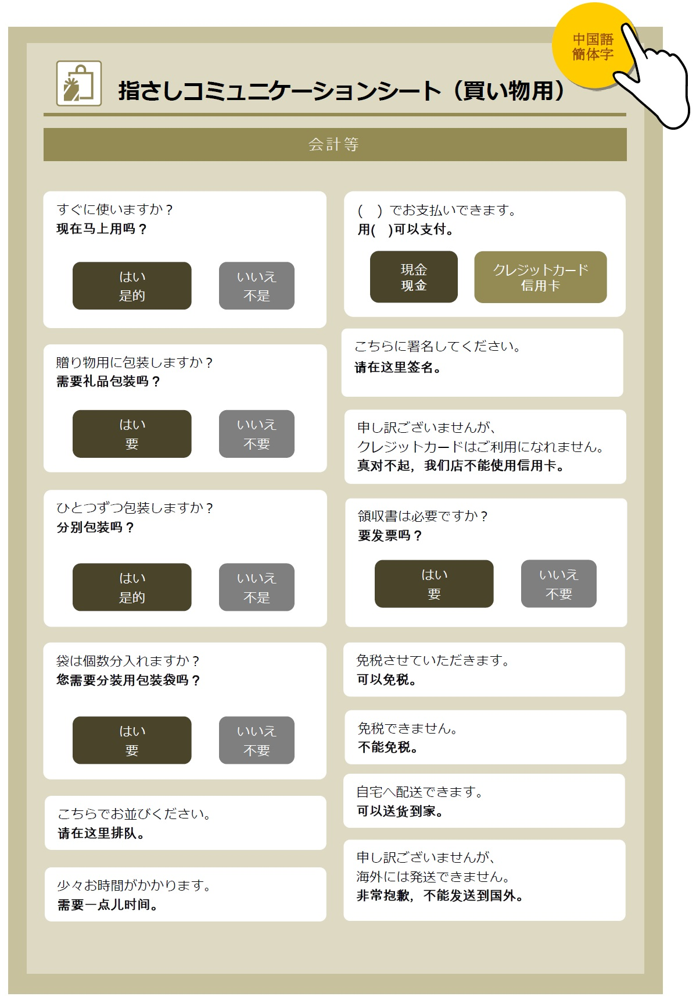 中国語
簡体字
指さしコミュニケーションシート（買い物用）
会計等
すぐに使いますか？
现在马上用吗？
はい
是的
いいえ
不是
贈り物用に包装しますか？
需要礼品包装吗？
はい
要
いいえ
不要
ひとつずつ包装しますか？
分别包装吗？
はい
是的
いいえ
不是
袋は個数分入れますか？
您需要分装用包装袋吗？
はい
要
いいえ
不要
こちらでお並びください。
请在这里排队。
少々お時間がかかります。
需要一点儿时间。
(　) でお支払いできます。
用(　)可以支付。
現金
现金
クレジットカード
信用卡
こちらに署名してください。
请在这里签名。
申し訳ございませんが、
クレジットカードはご利用になれません。
真对不起，我们店不能使用信用卡。
領収書は必要ですか？
要发票吗？
はい
要
いいえ
不要
免税させていただきます。
可以免税。
免税できません。
不能免税。
自宅へ配送できます。
可以送货到家。
申し訳ございませんが、
海外には発送できません。
非常抱歉，不能发送到国外。